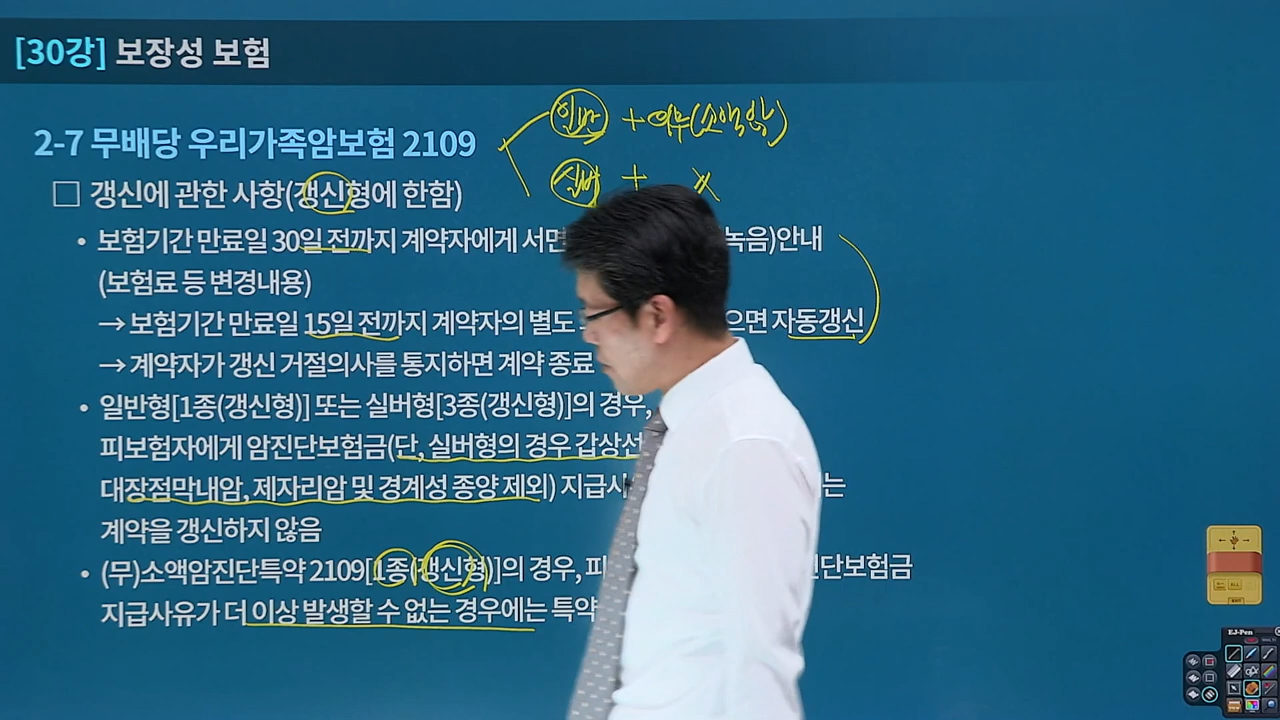 [30강] 보장성 보험
일반 + 의무(소액암)
2-7 무배당 우리가족암보험 2109
실버 + X
□ 갱신에 관한 사항(갱신형에 한함)
• 보험기간 만료일 30일 전까지 계약자에게 서면 녹음)안내
(보험료 등 변경내용)
→ 보험기간 만료일 15일 전까지 계약자의 별도 으면 자동갱신
→ 계약자가 갱신 거절의사를 통지하면 계약 종료
• 일반형[1종(갱신형)] 또는 실버형[3종(갱신형)]의 경우,
피보험자에게 암진단보험금(단, 실버형의 경우 갑상선
대장점막내암, 제자리암 및 경계성 종양 제외) 지급사 는
계약을 갱신하지 않음
• (무)소액암진단특약 2109[1종(갱신형)]의 경우, 피 진단보험금
지급사유가 더 이상 발생할 수 없는 경우에는 특약
EJ-Pen